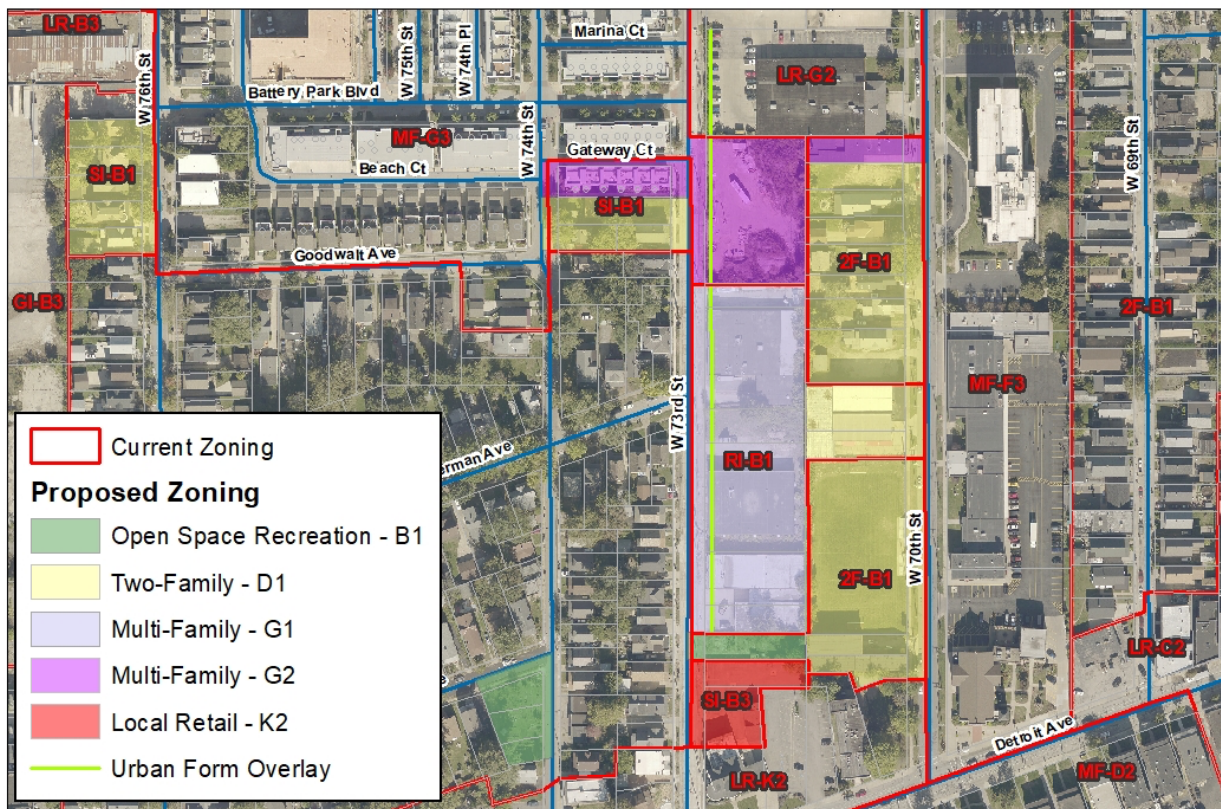 LR-B3
W 76th St
W 75th St
W 74th Pl
Marina Ct
LR-G2
Battery Park Blvd
MF-G3
W 74th St
Gateway Ct
Beach Ct
SI-B1
SI-B1
W 69th St
Goodwalt Ave
2F-B1
GI-B3
2F-B1
MF-F3
W 73rd St
erman Ave
RI-B1
W 70th St
2F-B1
LR-C2
SI-B3
Detroit Ave
LR-K2
MF-D2
Current Zoning
Proposed Zoning
Open Space Recreation - B1
Two-Family - D1
Multi-Family - G1
Multi-Family - G2
Local Retail - K2
Urban Form Overlay